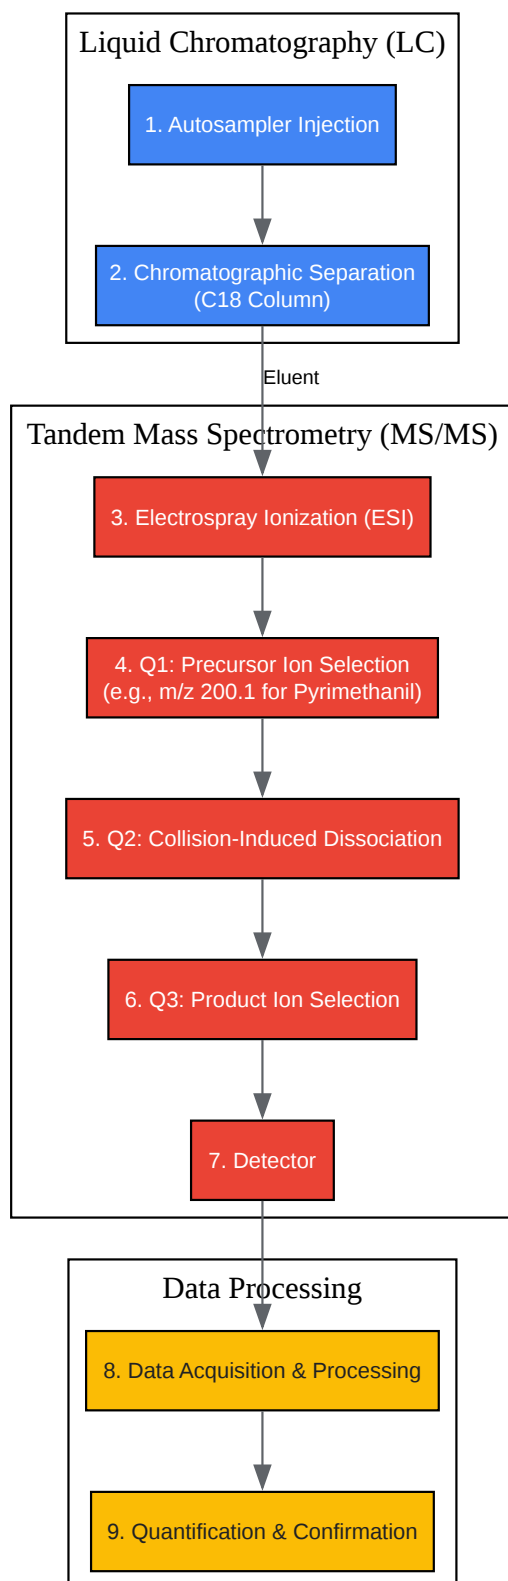 Liquid Chromatography (LC)
1. Autosampler Injection
2. Chromatographic Separation
(C18 Column)
Eluent
Tandem Mass Spectrometry (MS/MS)
3. Electrospray Ionization (ESI)
4. Q1: Precursor Ion Selection
(e.g., m/z 200.1 for Pyrimethanil)
5. Q2: Collision-Induced Dissociation
6. Q3: Product Ion Selection
7. Detector
Data Processing
8. Data Acquisition & Processing
9. Quantification & Confirmation